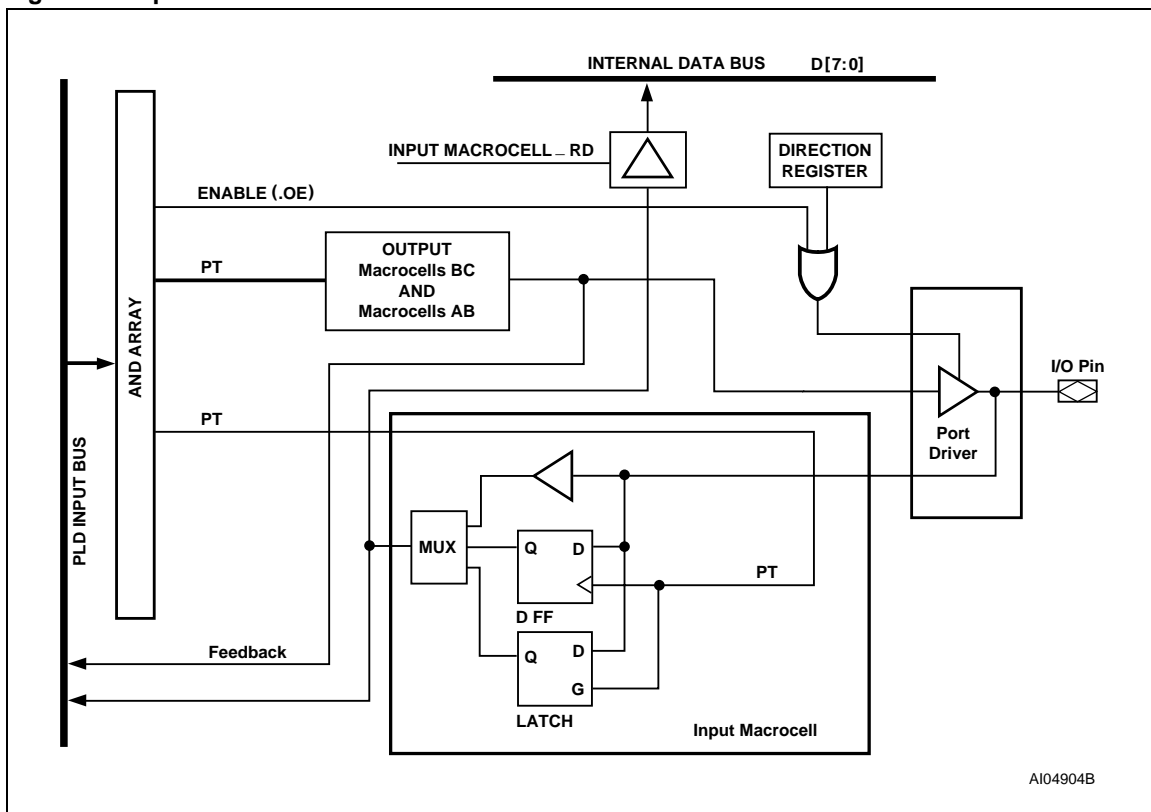 INTERNAL DATA BUS D[7:0]
INPUT MACROCELL _ RD
DIRECTION
REGISTER
ENABLE (.OE)
OUTPUT
Macrocells BC
AND
Macrocells AB
PT
AND ARRAY
PLD INPUT BUS
I/O Pin
Port
Driver
PT
MUX
Q D
PT
D FF
Q D
G
LATCH
Feedback
Input Macrocell
AI04904B